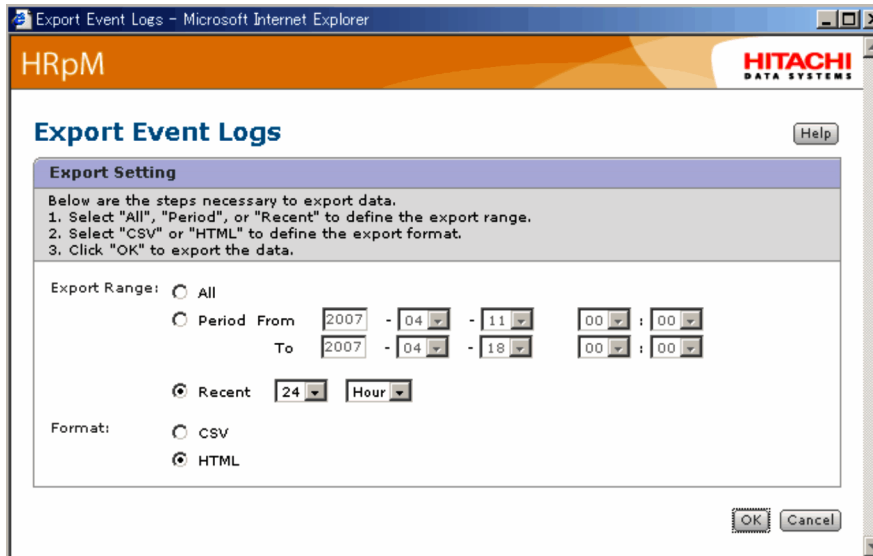 Export Event Logs - Microsoft Internet Explorer
HRpM
HITACHI
DATA SYSTEMS
Export Event Logs
Help
Export Setting
Below are the steps necessary to export data.
1. Select "All", "Period", or "Recent" to define the export range.
2. Select "CSV" or "HTML" to define the export format.
3. Click "OK" to export the data.
Export Range: All
Period From 2007 - 04 - 11 00 : 00
To 2007 - 04 - 18 00 : 00
Recent 24 Hour
Format: CSV
HTML
OK Cancel